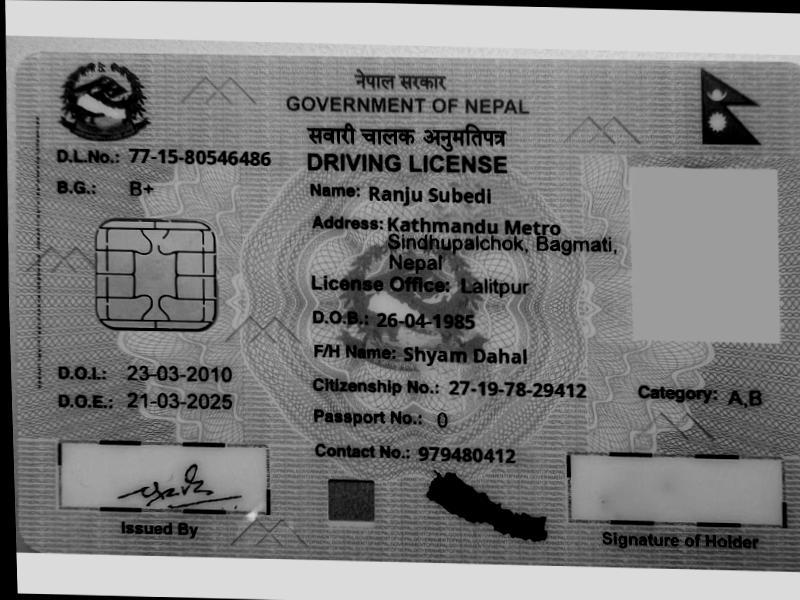 नेपाल सरकार
GOVERNMENT OF NEPAL
सवारी चालक अनुमतिपत्र
DRIVING LICENSE
D.L.No.: 77-15-80546486
B.G.: B+
Name: Ranju Subedi
Address: Kathmandu Metro
Sindhupalchok, Bagmati,
Nepal
License Office: Lalitpur
D.O.B.: 26-04-1985
F/H Name: Shyam Dahal
D.O.I.: 23-03-2010
Citizenship No.: 27-19-78-29412
Category: A,B
D.O.E.: 21-03-2025
Passport No.: 0
Contact No.: 979480412
Issued By
Signature of Holder